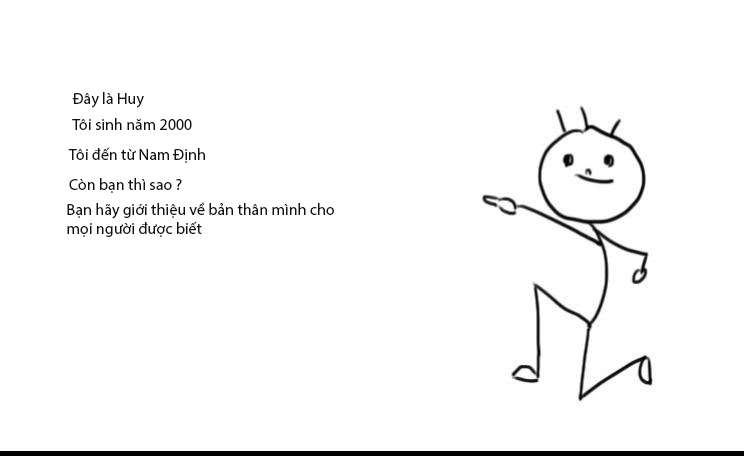 Đây là Huy
Tôi sinh năm 2000
Tôi đến từ Nam Định
Còn bạn thì sao ?
Bạn hãy giới thiệu về bản thân mình cho
mọi người được biết